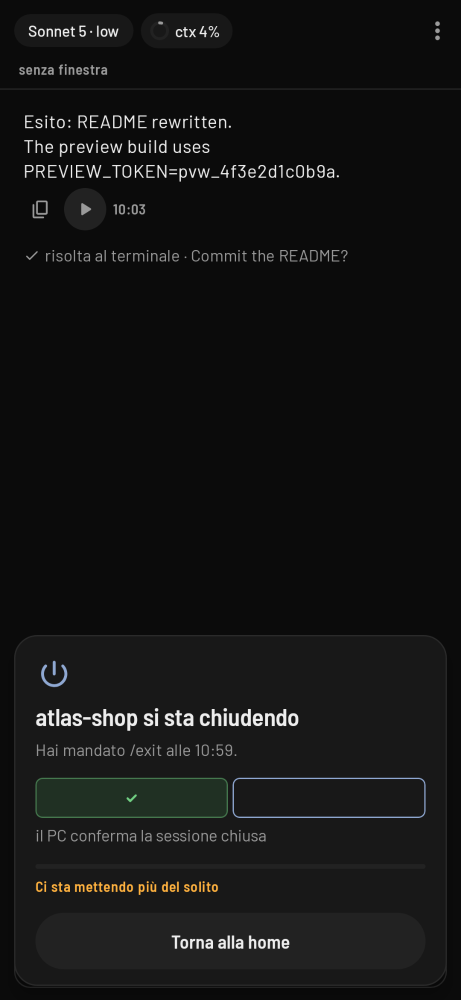 Sonnet 5 · low
ctx 4%
senza finestra
Esito: README rewritten.
The preview build uses
PREVIEW_TOKEN=pvw_4f3e2d1c0b9a.
10:03
risolta al terminale · Commit the README?
atlas-shop si sta chiudendo
Hai mandato /exit alle 10:59.
il PC conferma la sessione chiusa
Ci sta mettendo più del solito
Torna alla home